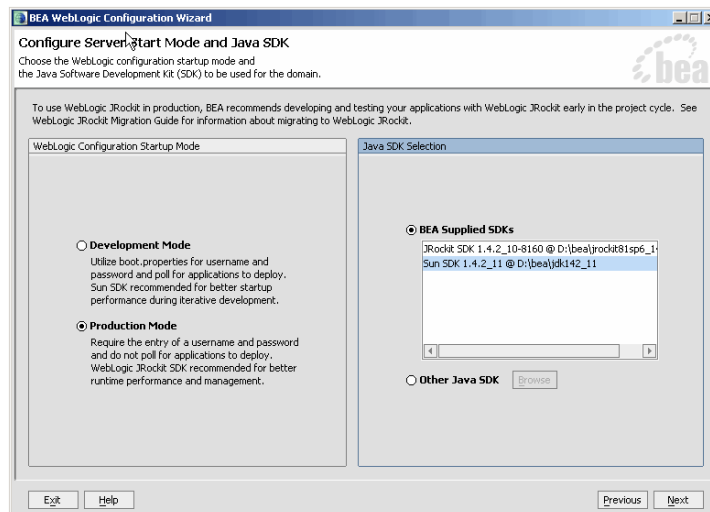 BEA WebLogic Configuration Wizard
Configure Server Start Mode and Java SDK
Choose the WebLogic configuration startup mode and
the Java Software Development Kit (SDK) to be used for the domain.
bea
To use WebLogic JRockit in production, BEA recommends developing and testing your applications with WebLogic JRockit early in the project cycle. See
WebLogic JRockit Migration Guide for information about migrating to WebLogic JRockit.
WebLogic Configuration Startup Mode
Development Mode
Utilize boot.properties for username and
password and poll for applications to deploy.
Sun SDK recommended for better startup
performance during iterative development.
Production Mode
Require the entry of a username and password
and do not poll for applications to deploy.
WebLogic JRockit SDK recommended for better
runtime performance and management.
Java SDK Selection
BEA Supplied SDKs
JRockit SDK 1.4.2_10-8160 @ D:\bea\jrockit81sp6_1
Sun SDK 1.4.2_11 @ D:\bea\jdk142_11
Other Java SDK Browse
Exit Help Previous Next